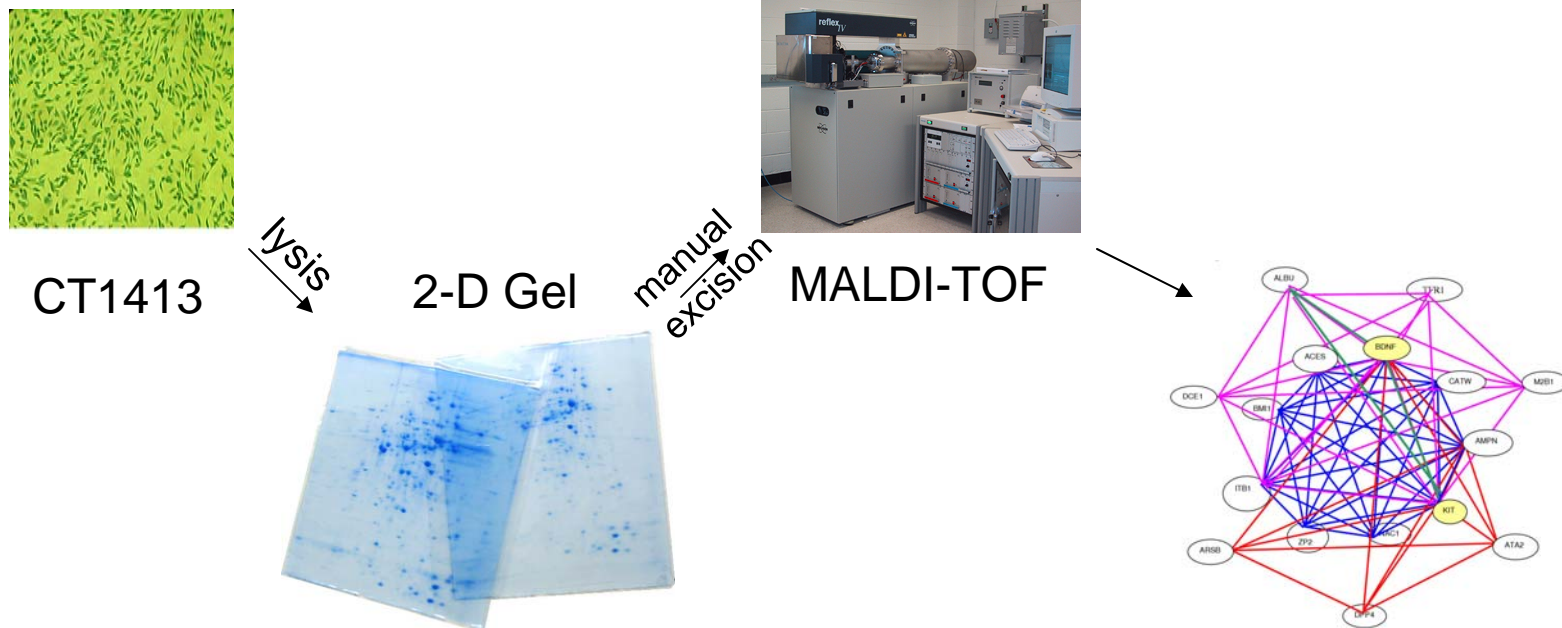 reflex
IV
CT1413
lysis
2-D Gel
manual
excision
MALDI-TOF
ALBU
TFR1
BDNF
ACES
CATW
M2B1
DCE1
BMI1
AMPN
ITB1
KIT
ZP2
ARSB
ATA2
DPP4